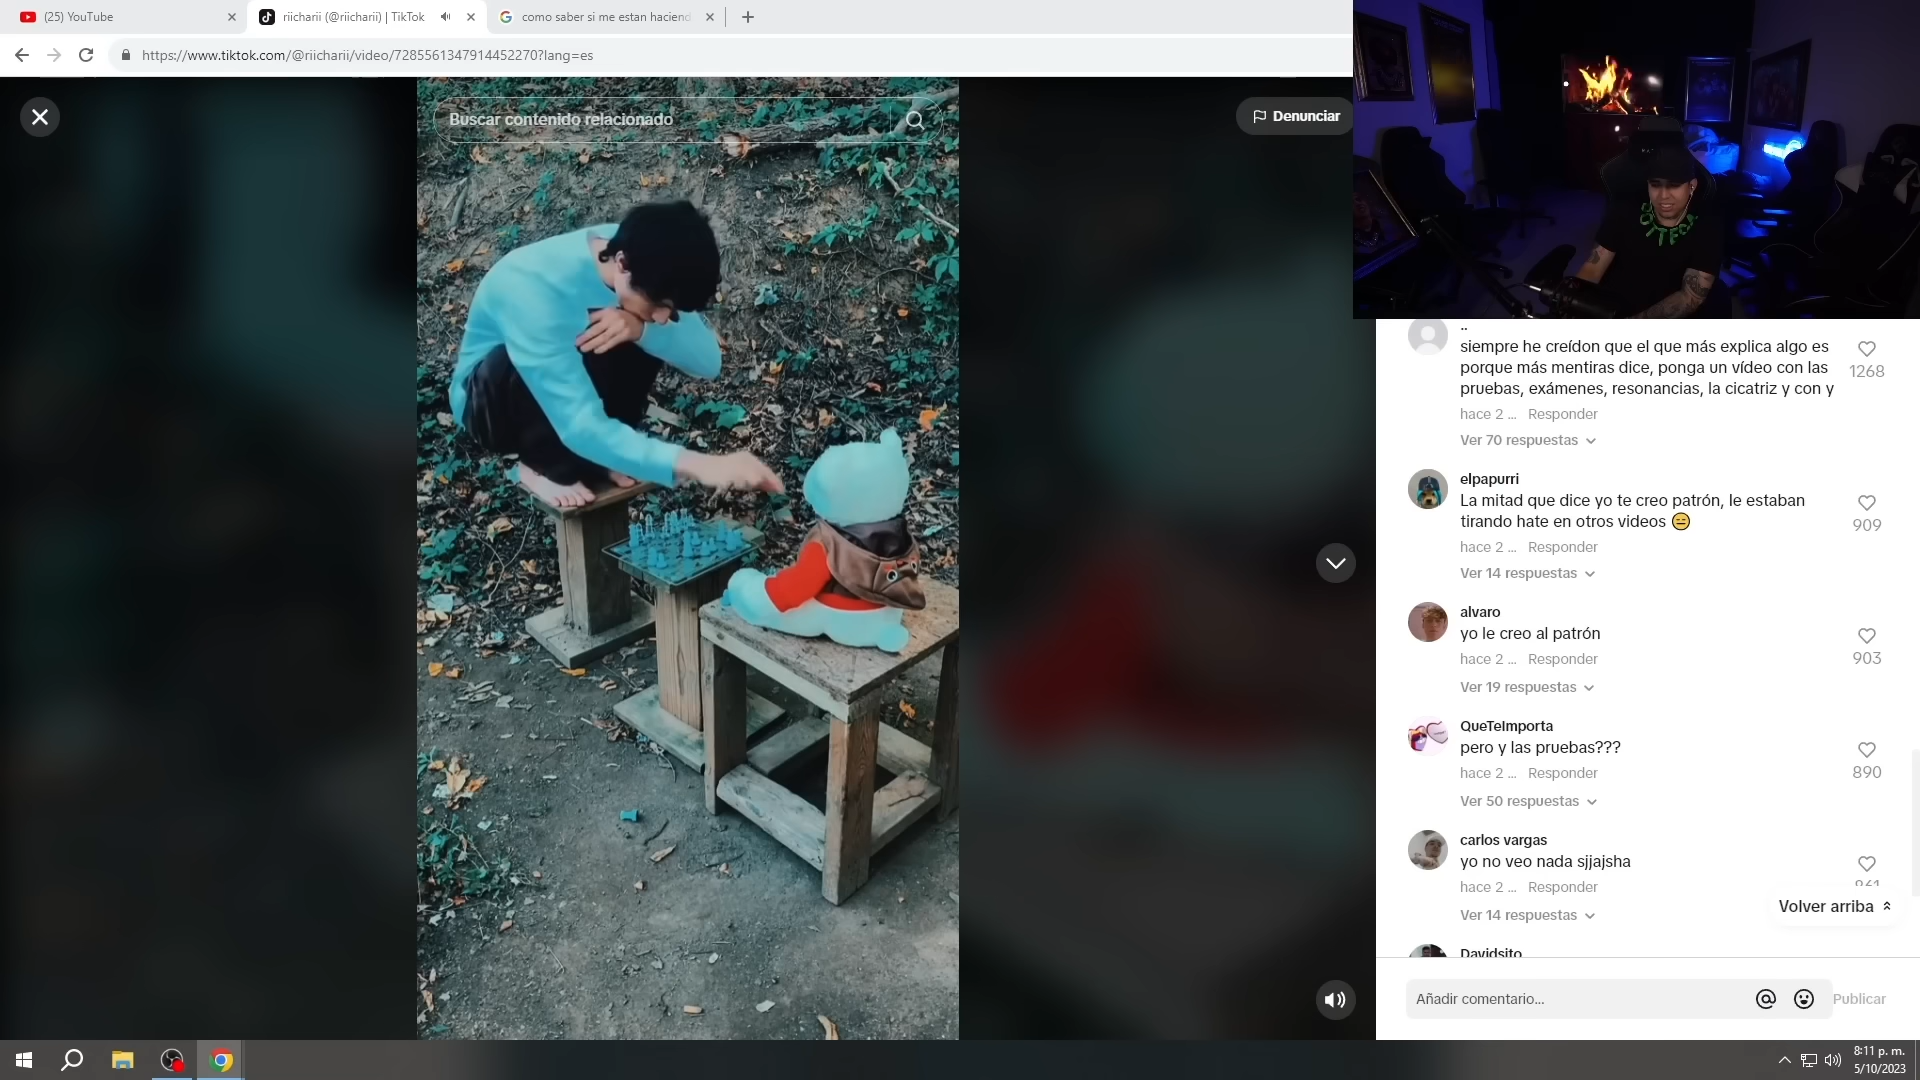 (25) YouTube
riicharii (@riicharii) | TikTok
como saber si me estan haciend
https://www.tiktok.com/@riicharii/video/7285561347914452270?lang=es
Buscar contenido relacionado
Denunciar
..
siempre he creídon que el que más explica algo es
porque más mentiras dice, ponga un vídeo con las
pruebas, exámenes, resonancias, la cicatriz y con y
1268
hace 2 ... Responder
Ver 70 respuestas
elpapurri
La mitad que dice yo te creo patrón, le estaban
tirando hate en otros videos 😑
909
hace 2 ... Responder
Ver 14 respuestas
alvaro
yo le creo al patrón
903
hace 2 ... Responder
Ver 19 respuestas
QueTeImporta
pero y las pruebas???
890
hace 2 ... Responder
Ver 50 respuestas
carlos vargas
yo no veo nada sjjajsha
hace 2 ... Responder
Ver 14 respuestas
Volver arriba
Davidsito
Añadir comentario...
Publicar
8:11 p. m.
5/10/2023